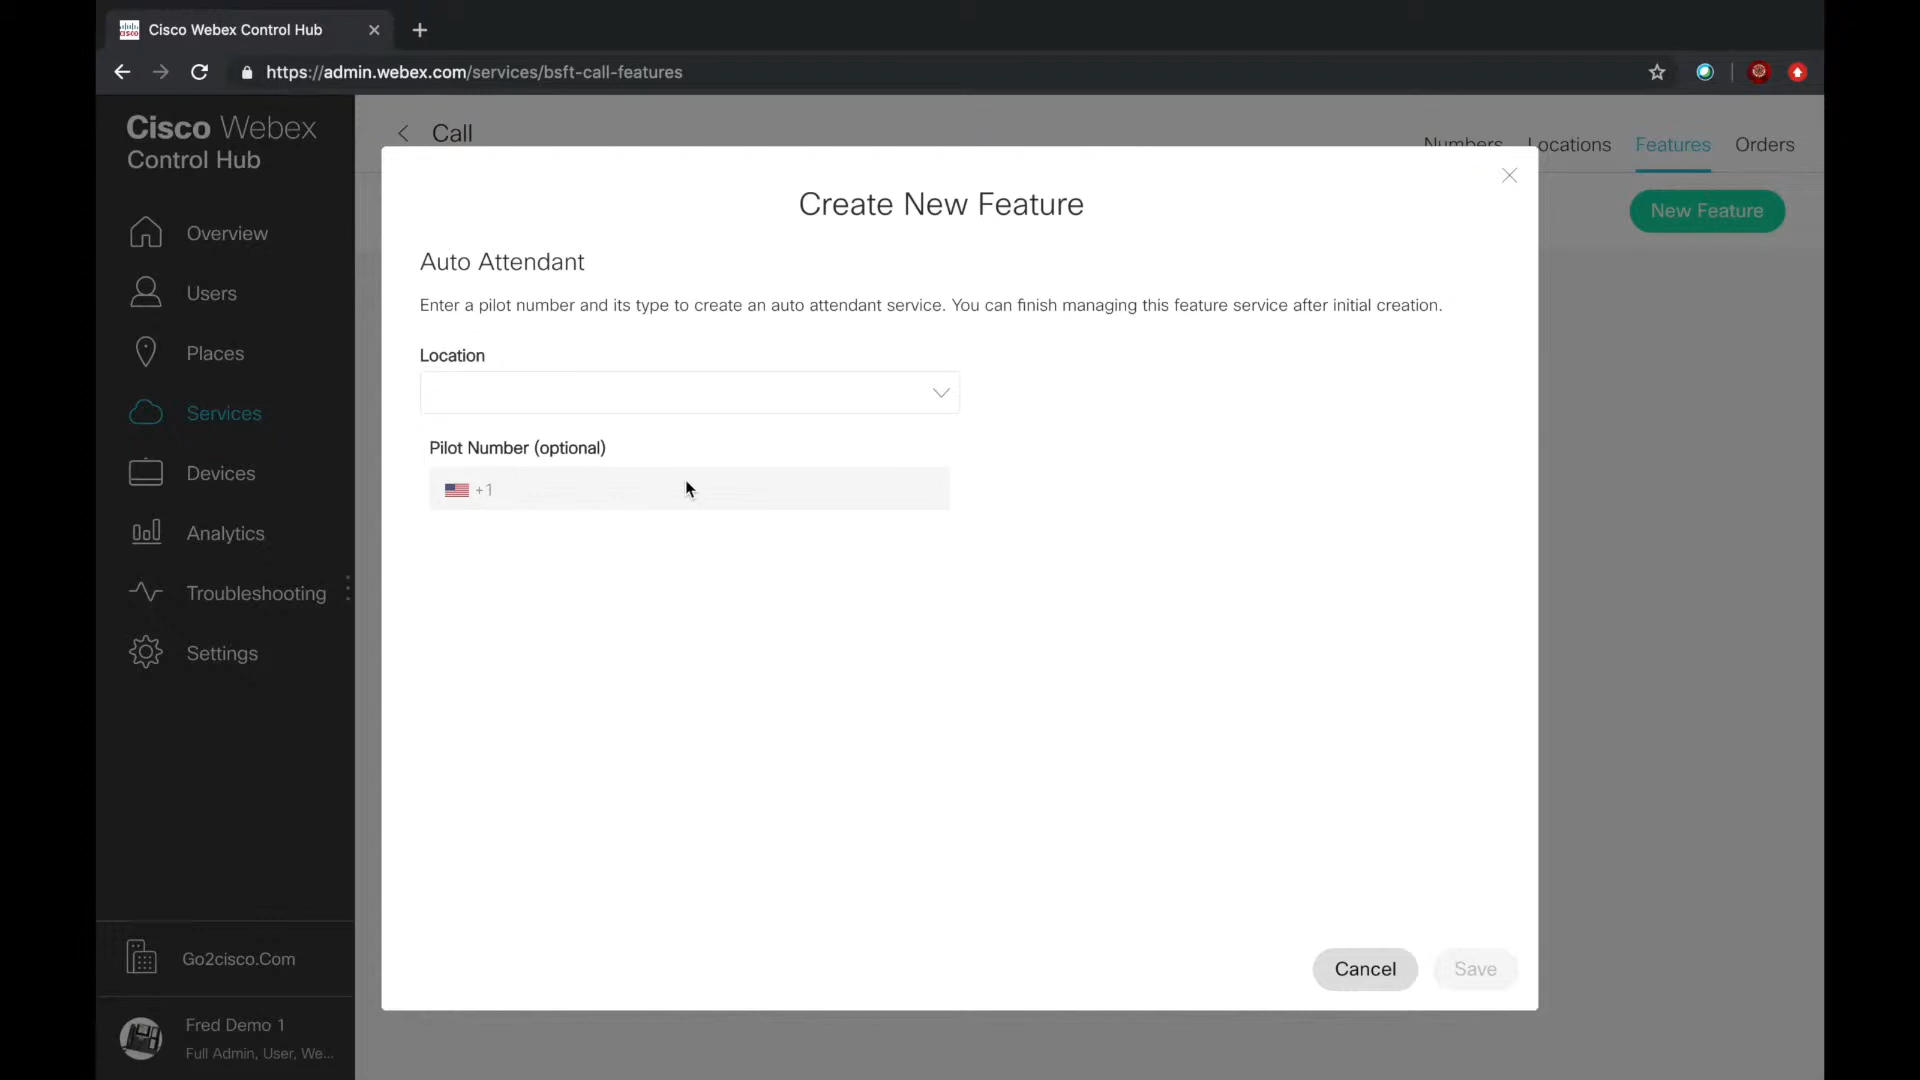 Cisco Webex Control Hub
https://admin.webex.com/services/bsft-call-features
Cisco Webex
Control Hub
Overview
Users
Places
Services
Devices
Analytics
Troubleshooting
Settings
Go2cisco.Com
Fred Demo 1
Full Admin, User, We...
Call
Numbers Locations Features Orders
New Feature
Create New Feature
Auto Attendant
Enter a pilot number and its type to create an auto attendant service. You can finish managing this feature service after initial creation.
Location
Pilot Number (optional)
+1
Cancel Save